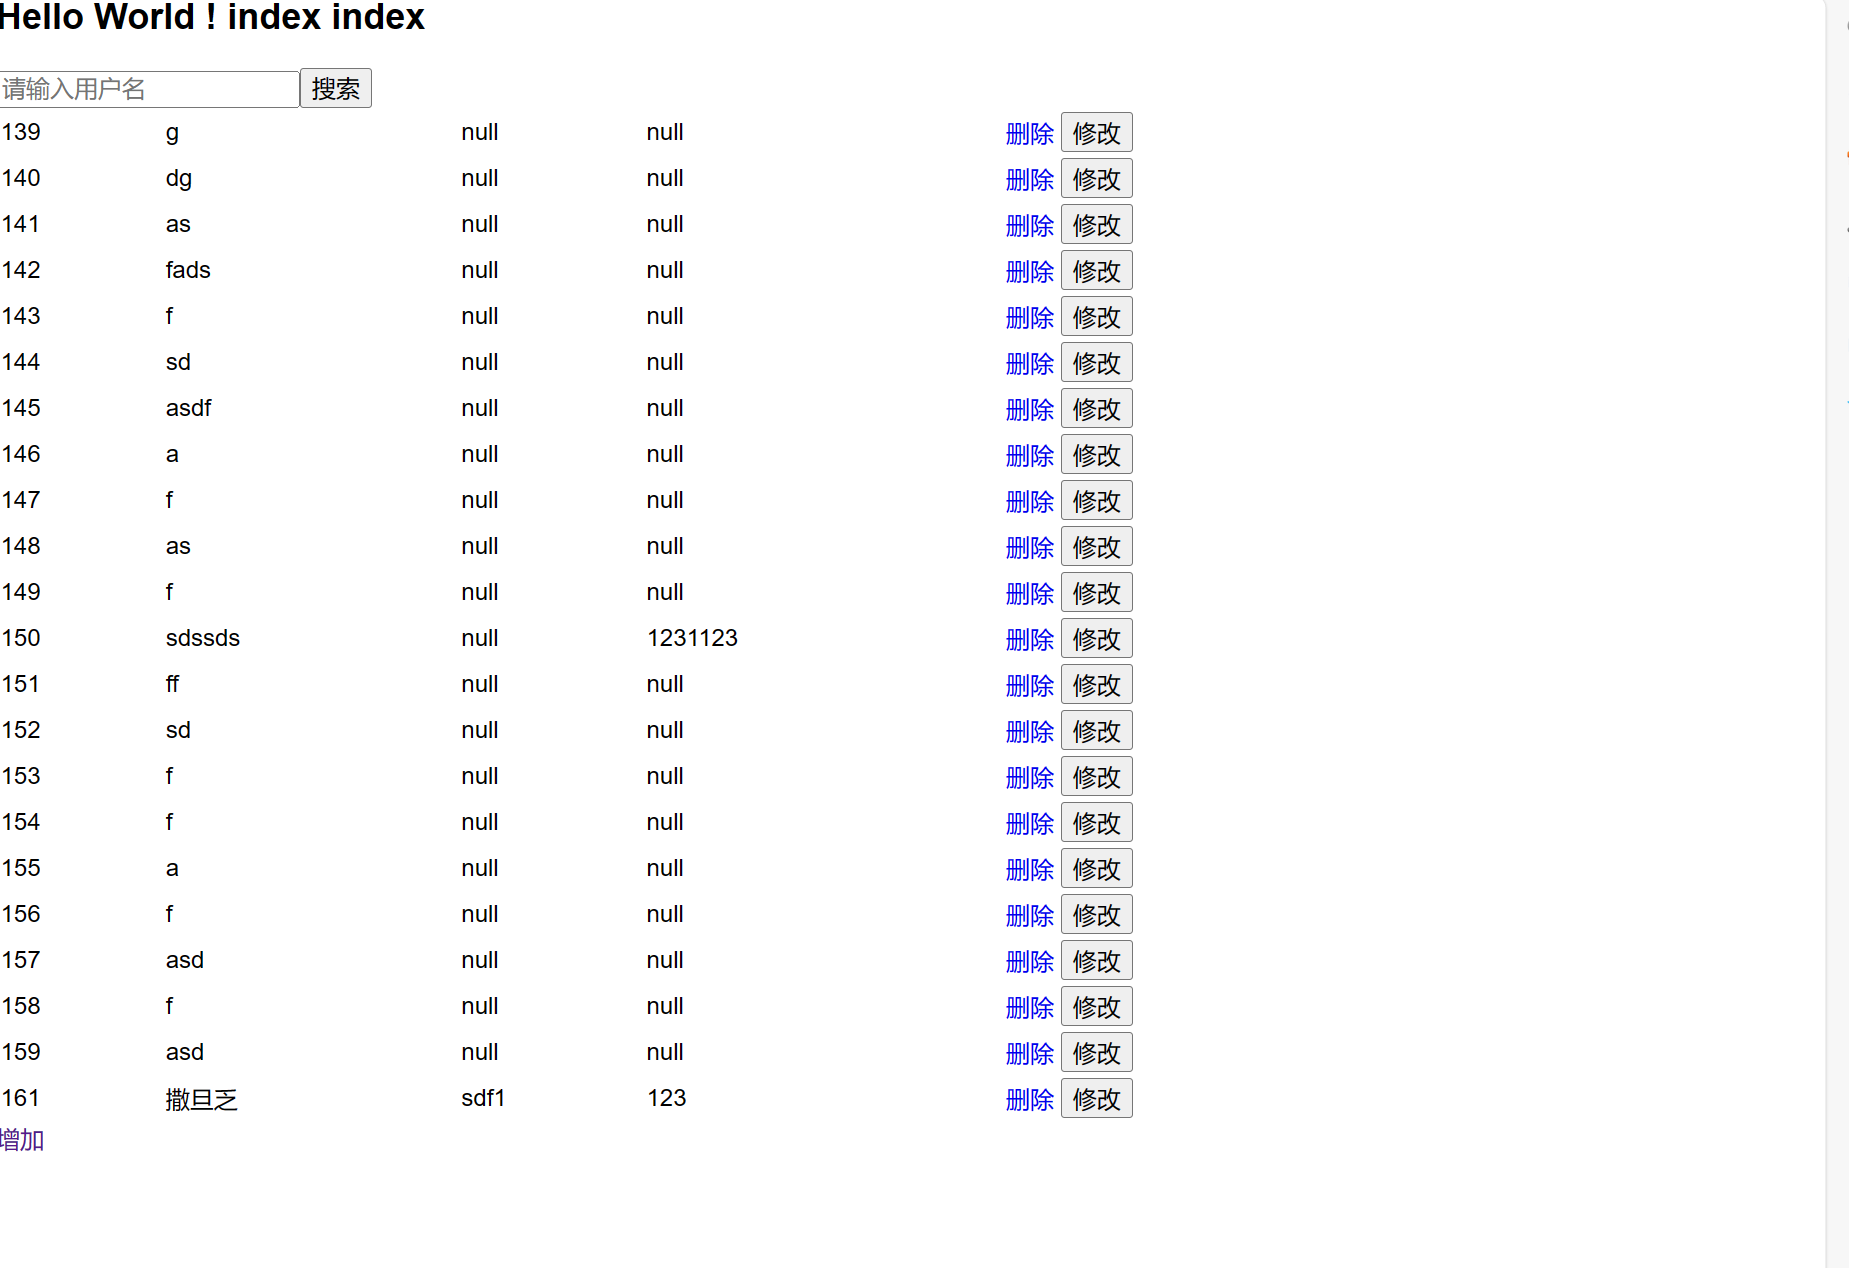 Hello World ! index index
请输入用户名 搜索
139 g null null 删除 修改
140 dg null null 删除 修改
141 as null null 删除 修改
142 fads null null 删除 修改
143 f null null 删除 修改
144 sd null null 删除 修改
145 asdf null null 删除 修改
146 a null null 删除 修改
147 f null null 删除 修改
148 as null null 删除 修改
149 f null null 删除 修改
150 sdssds null 1231123 删除 修改
151 ff null null 删除 修改
152 sd null null 删除 修改
153 f null null 删除 修改
154 f null null 删除 修改
155 a null null 删除 修改
156 f null null 删除 修改
157 asd null null 删除 修改
158 f null null 删除 修改
159 asd null null 删除 修改
161 撒旦乏 sdf1 123 删除 修改
增加